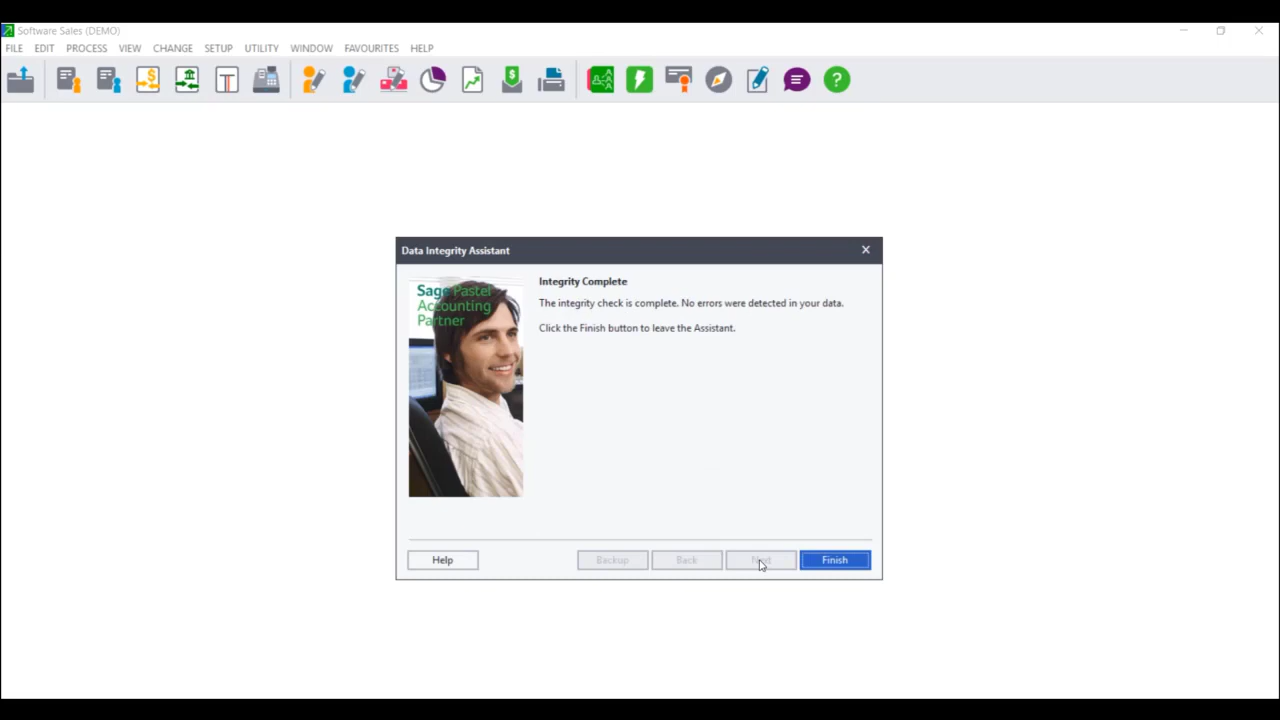 Software Sales (DEMO)
FILE EDIT PROCESS VIEW CHANGE SETUP UTILITY WINDOW FAVOURITES HELP
Data Integrity Assistant
Sage Pastel
Accounting
Partner
Integrity Complete
The integrity check is complete. No errors were detected in your data.
Click the Finish button to leave the Assistant.
Help Backup Back Next Finish